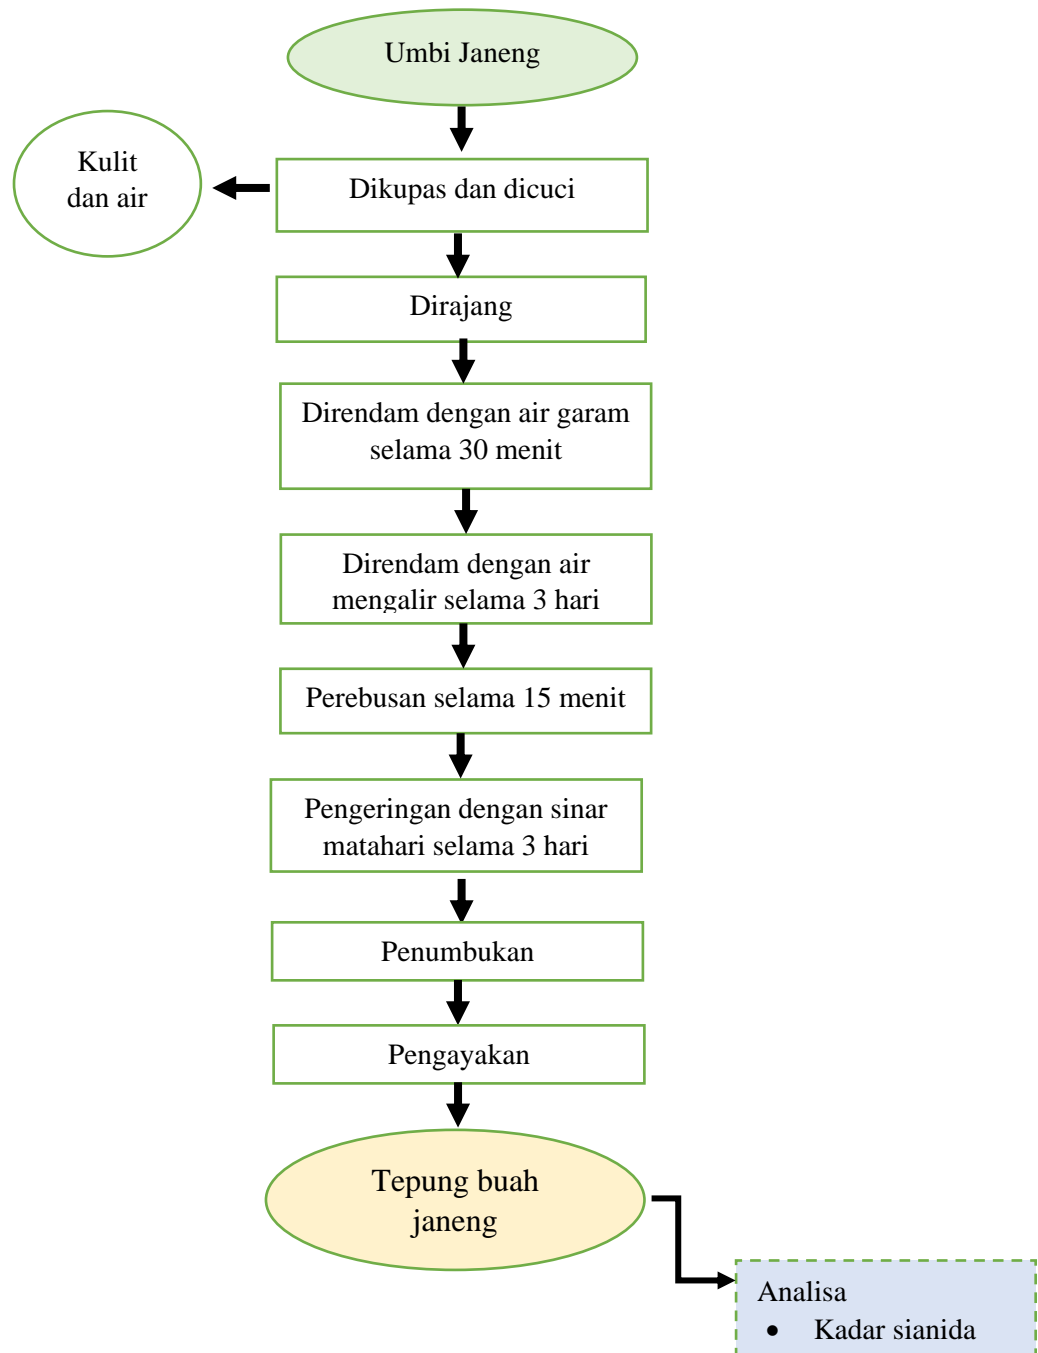 Umbi Janeng
Kulit
dan air
Dikupas dan dicuci
Dirajang
Direndam dengan air garam
selama 30 menit
Direndam dengan air
mengalir selama 3 hari
Perebusan selama 15 menit
Pengeringan dengan sinar
matahari selama 3 hari
Penumbukan
Pengayakan
Tepung buah
janeng
Analisa
• Kadar sianida